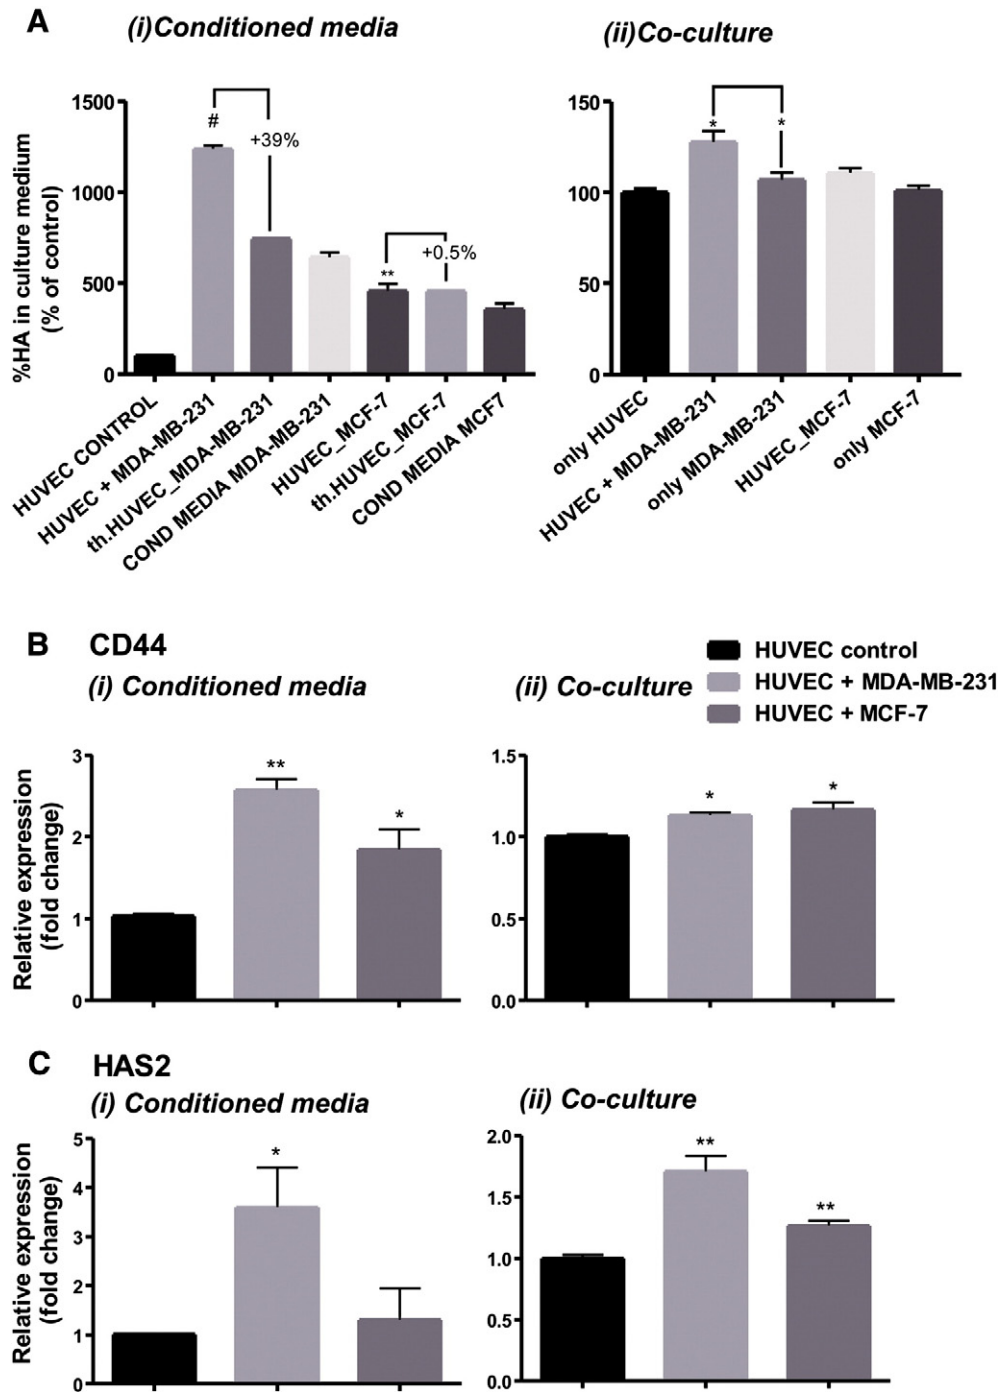 A
(i)Conditioned media
(ii)Co-culture
%HA in culture medium
(% of control)
1500
1000
500
0
#
+39%
**
+0.5%
HUVEC CONTROL
HUVEC + MDA-MB-231
th.HUVEC_MDA-MB-231
COND MEDIA MDA-MB-231
HUVEC_MCF-7
th.HUVEC_MCF-7
COND MEDIA MCF7
150
100
50
0
*
*
only HUVEC
HUVEC + MDA-MB-231
only MDA-MB-231
HUVEC_MCF-7
only MCF-7
B CD44
(i) Conditioned media
(ii) Co-culture
HUVEC control
HUVEC + MDA-MB-231
HUVEC + MCF-7
Relative expression
(fold change)
3
2
1
0
**
*
1.5
1.0
0.5
0.0
*
*
C HAS2
(i) Conditioned media
(ii) Co-culture
Relative expression
(fold change)
5
4
3
2
1
0
*
2.0
1.5
1.0
0.5
0.0
**
**